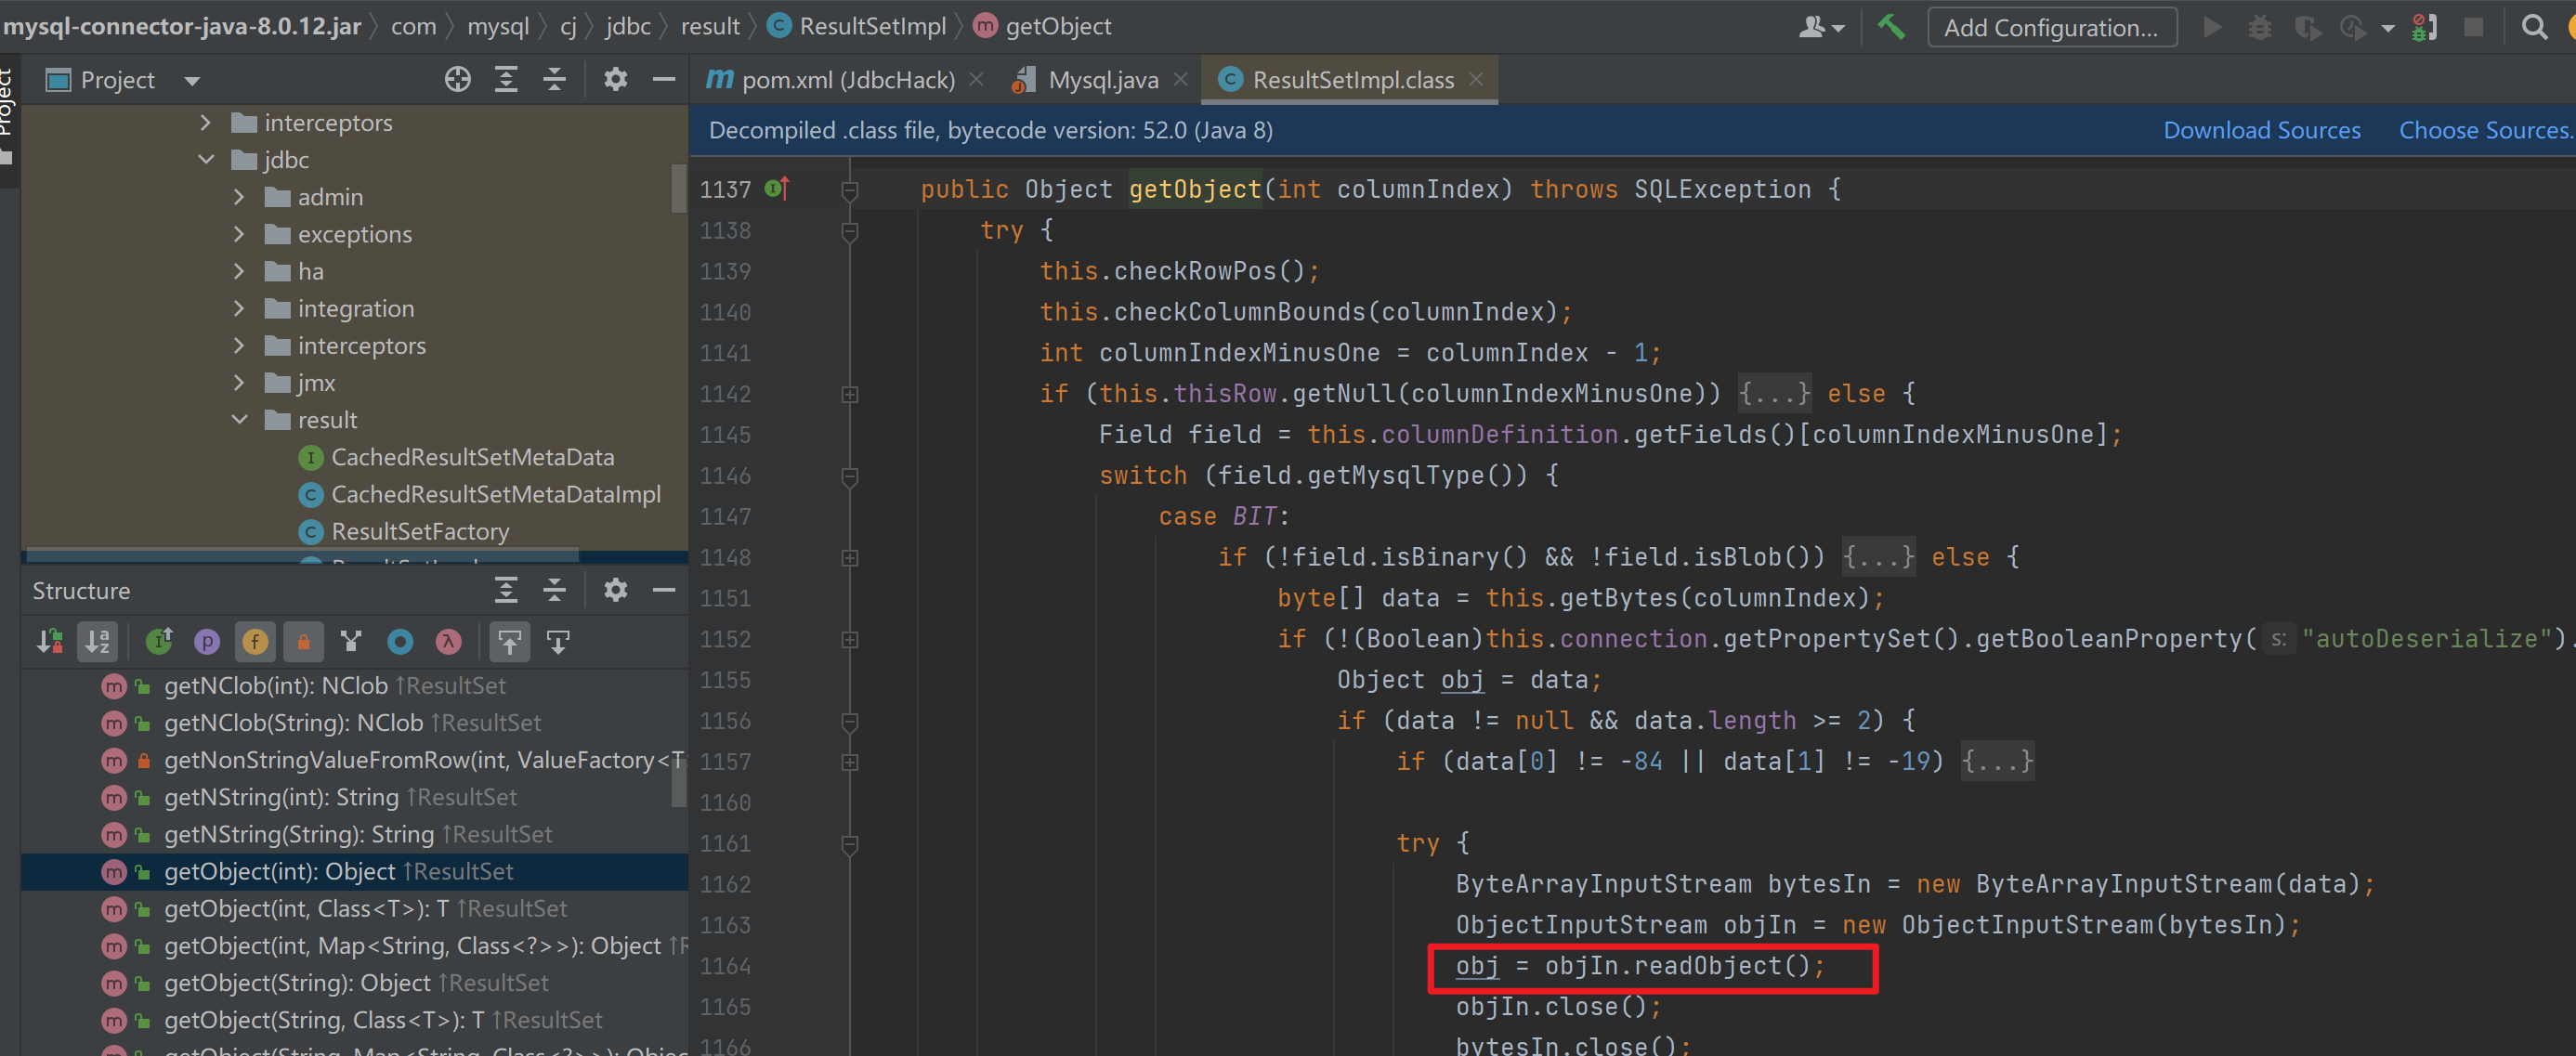 mysql-connector-java-8.0.12.jar com mysql cj jdbc result ResultSetImpl getObject
Add Configuration...
Project
Project
pom.xml (JdbcHack)
Mysql.java
ResultSetImpl.class
interceptors
jdbc
admin
exceptions
ha
integration
interceptors
jmx
result
CachedResultSetMetaData
CachedResultSetMetaDataImpl
ResultSetFactory
Structure
getNClob(int): NClob ↑ResultSet
getNClob(String): NClob ↑ResultSet
getNonStringValueFromRow(int, ValueFactory<T
getNString(int): String ↑ResultSet
getNString(String): String ↑ResultSet
getObject(int): Object ↑ResultSet
getObject(int, Class<T>): T ↑ResultSet
getObject(int, Map<String, Class<?>>): Object ↑R
getObject(String): Object ↑ResultSet
getObject(String, Class<T>): T ↑ResultSet
getObject(String, Map<String, Class<?>>): Objec
Decompiled .class file, bytecode version: 52.0 (Java 8)
Download Sources
Choose Sources.
1137 public Object getObject(int columnIndex) throws SQLException {
1138 try {
1139 this.checkRowPos();
1140 this.checkColumnBounds(columnIndex);
1141 int columnIndexMinusOne = columnIndex - 1;
1142 if (this.thisRow.getNull(columnIndexMinusOne)) {...} else {
1145 Field field = this.columnDefinition.getFields()[columnIndexMinusOne];
1146 switch (field.getMysqlType()) {
1147 case BIT:
1148 if (!field.isBinary() && !field.isBlob()) {...} else {
1151 byte[] data = this.getBytes(columnIndex);
1152 if (!(Boolean)this.connection.getPropertySet().getBooleanProperty( s: "autoDeserialize").
1155 Object obj = data;
1156 if (data != null && data.length >= 2) {
1157 if (data[0] != -84 || data[1] != -19) {...}
1160
1161 try {
1162 ByteArrayInputStream bytesIn = new ByteArrayInputStream(data);
1163 ObjectInputStream objIn = new ObjectInputStream(bytesIn);
1164 obj = objIn.readObject();
1165 objIn.close();
1166 bytesIn.close();